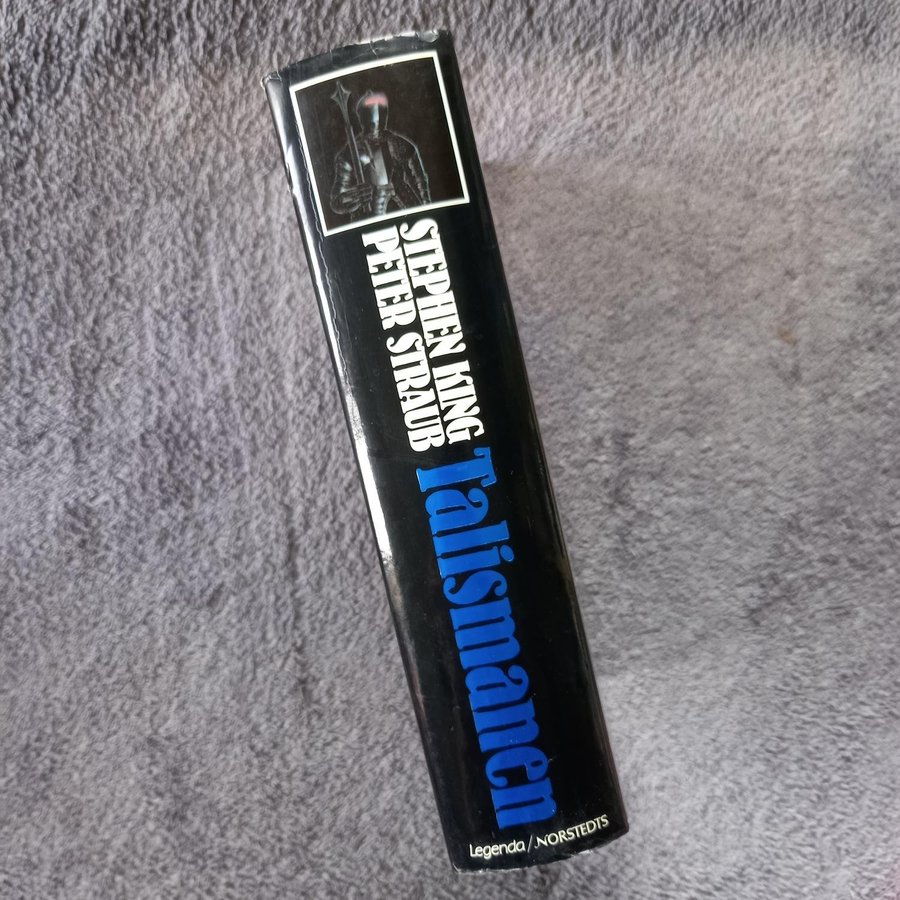 STEPHEN KING
PETER STRAUB
Talismanen
Legenda/NORSTEDTS